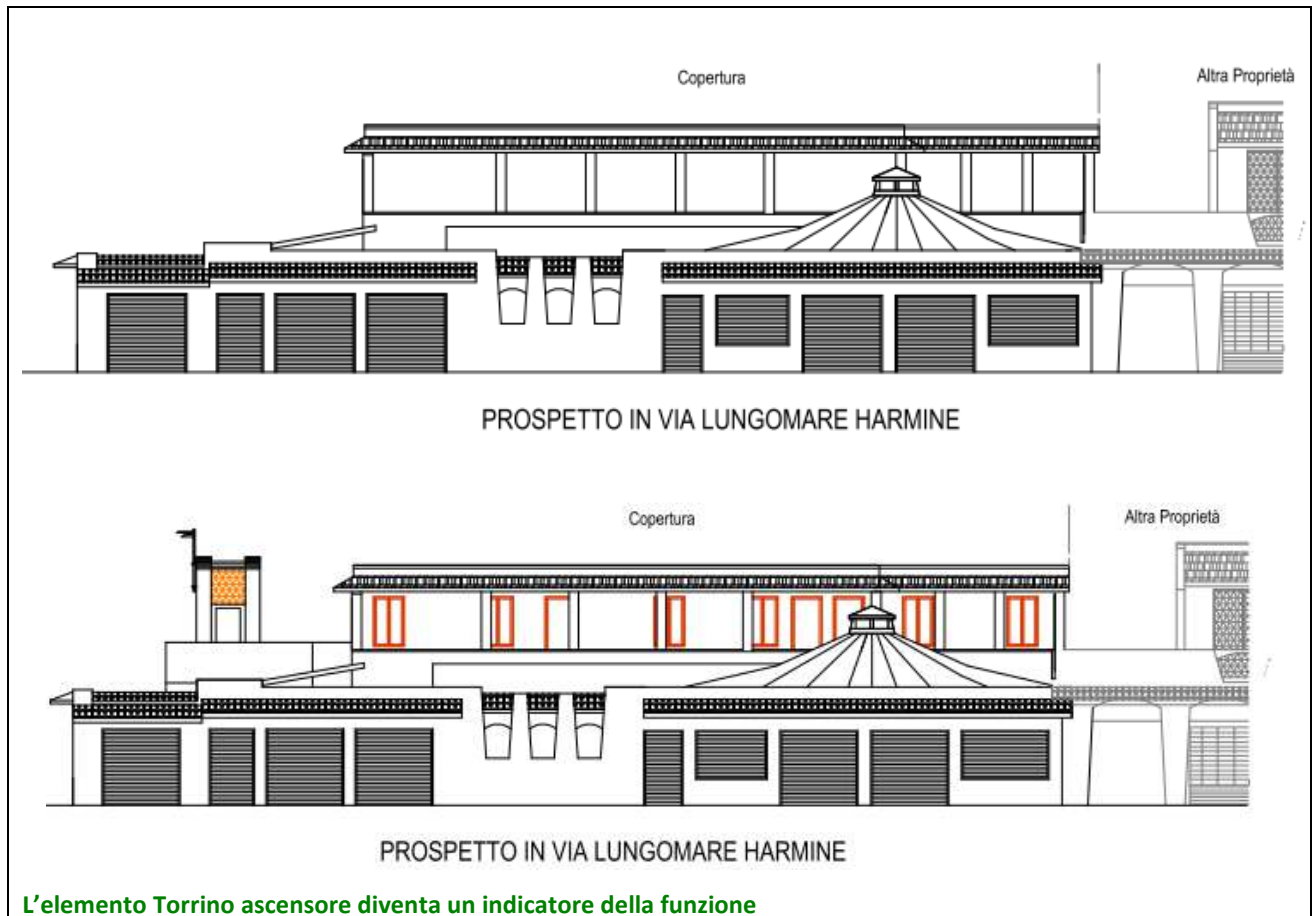 Copertura
Altra Proprietà
PROSPETTO IN VIA LUNGOMARE HARMINE
Copertura
Altra Proprietà
PROSPETTO IN VIA LUNGOMARE HARMINE
L’elemento Torrino ascensore diventa un indicatore della funzione